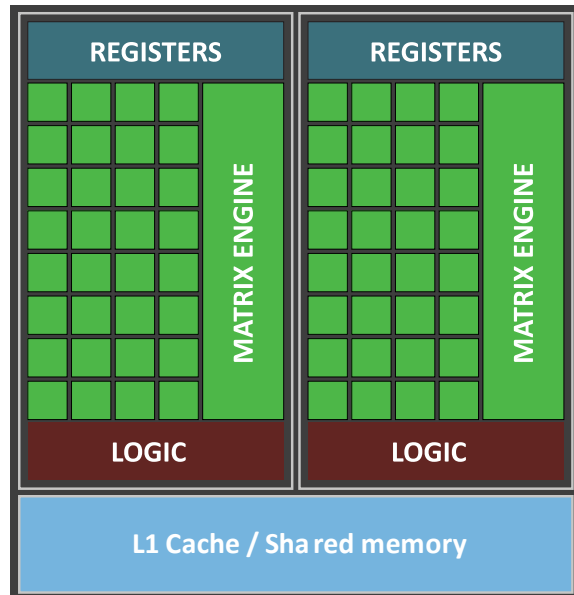 REGISTERS
MATRIX ENGINE
LOGIC
REGISTERS
MATRIX ENGINE
LOGIC
L1 Cache / Shared memory